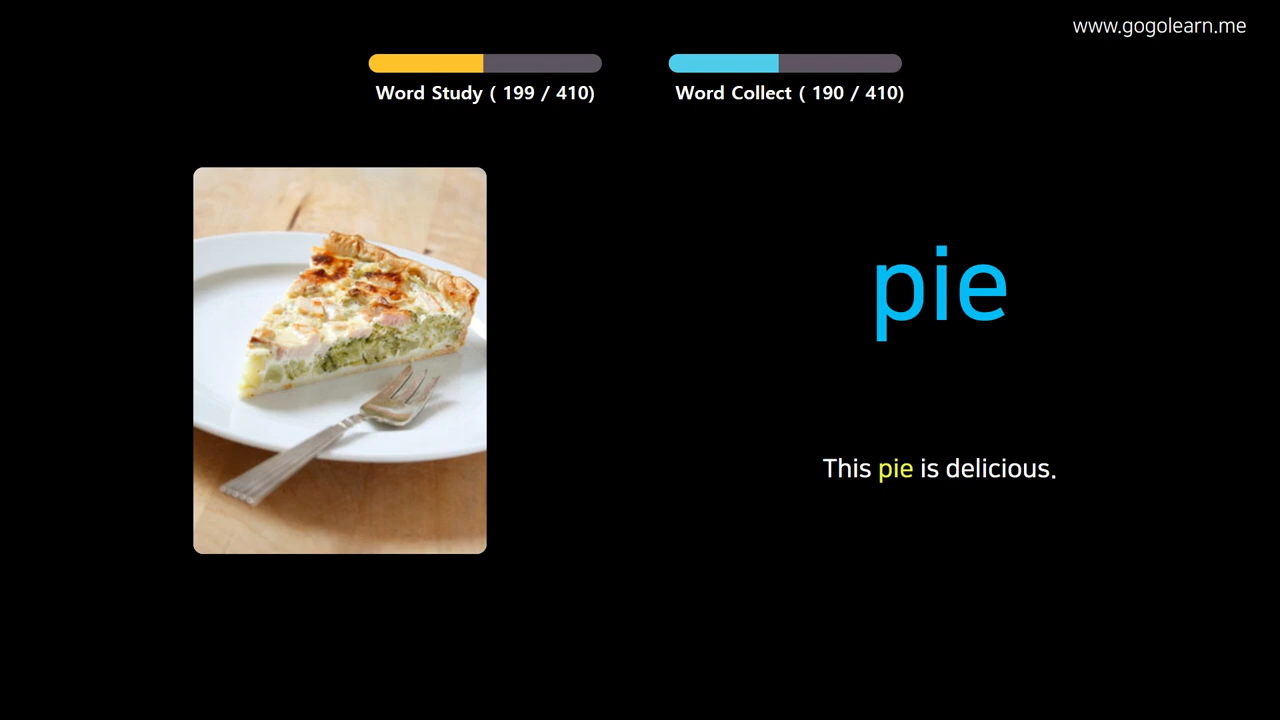 www.gogolearn.me
Word Study ( 199 / 410)
Word Collect ( 190 / 410)
pie
This pie is delicious.